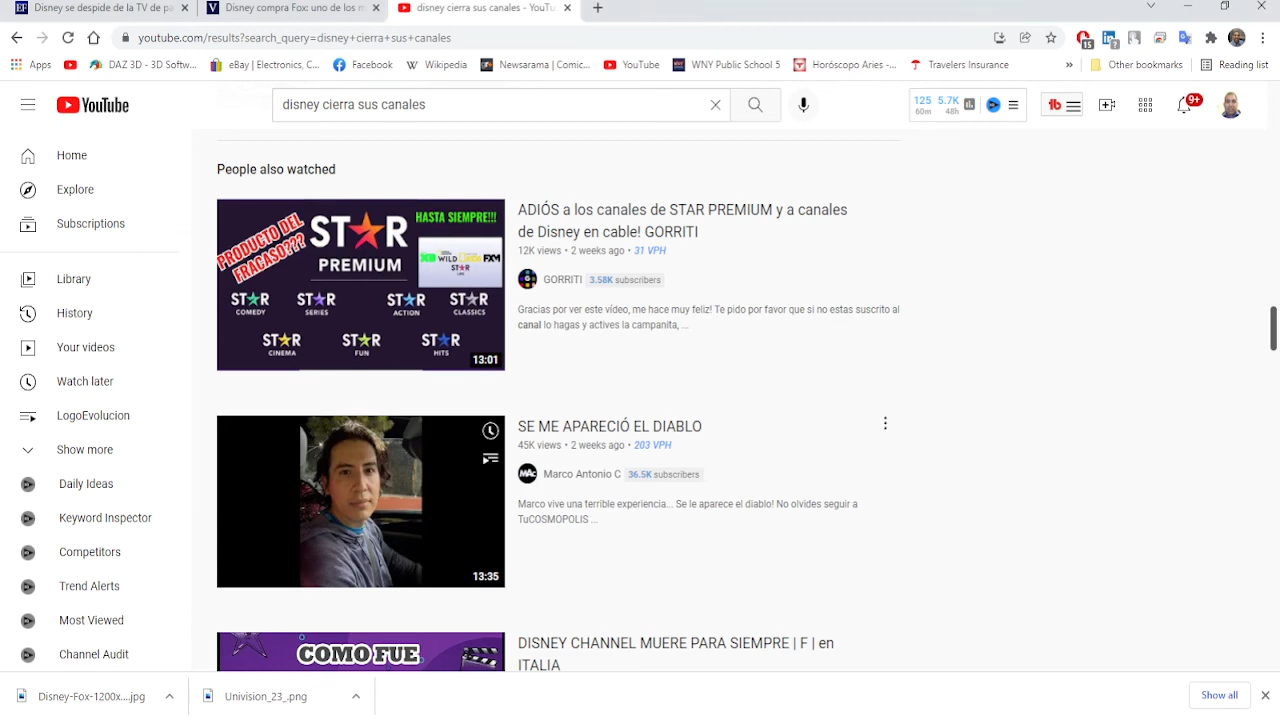 EF Disney se despide de la TV de pa
V Disney compra Fox: uno de los m
disney cierra sus canales - YouTu
youtube.com/results?search_query=disney+cierra+sus+canales
15
?
Apps
DAZ 3D - 3D Softw...
eBay | Electronics, C...
Facebook
W Wikipedia
Newsarama | Comic...
YouTube
WNY Public School 5
Horóscopo Aries -...
Travelers Insurance
»
Other bookmarks
Reading list
YouTube
disney cierra sus canales
125 5.7K
60m 48h
tb
9+
Home
Explore
Subscriptions
Library
History
Your videos
Watch later
LogoEvolucion
Show more
Daily Ideas
Keyword Inspector
Competitors
Trend Alerts
Most Viewed
Channel Audit
People also watched
PRODUCTO DEL
FRACASO???
STAR
PREMIUM
HASTA SIEMPRE!!!
XD WILD FXM
STAR
LIFE
STAR COMEDY
STAR SERIES
STAR ACTION
STAR CLASSICS
STAR CINEMA
STAR FUN
STAR HITS
13:01
ADIÓS a los canales de STAR PREMIUM y a canales
de Disney en cable! GORRITI
12K views • 2 weeks ago • 31 VPH
GORRITI 3.58K subscribers
Gracias por ver este vídeo, me hace muy feliz! Te pido por favor que si no estas suscrito al
canal lo hagas y actives la campanita, ...
13:35
SE ME APARECIÓ EL DIABLO
45K views • 2 weeks ago • 203 VPH
MAC Marco Antonio C 36.5K subscribers
Marco vive una terrible experiencia... Se le aparece el diablo! No olvides seguir a
TuCOSMOPOLIS ...
COMO FUE
DISNEY CHANNEL MUERE PARA SIEMPRE | F | en
ITALIA
Disney-Fox-1200x....jpg
Univision_23_.png
Show all